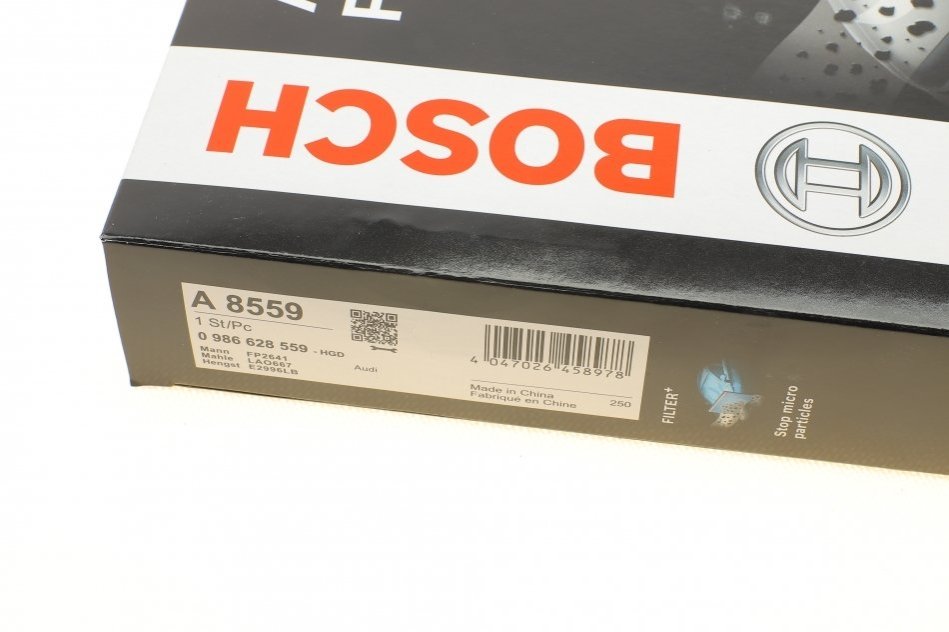 BOSCH
A 8559
1 St/Pc
0 986 628 559 - HGD
Mann FP2641
Mahle LAO667
Hengst E2996LB
Audi
4 047026 458978
Made in China
Fabriqué en Chine
250
FILTER+
Stop micro
particles